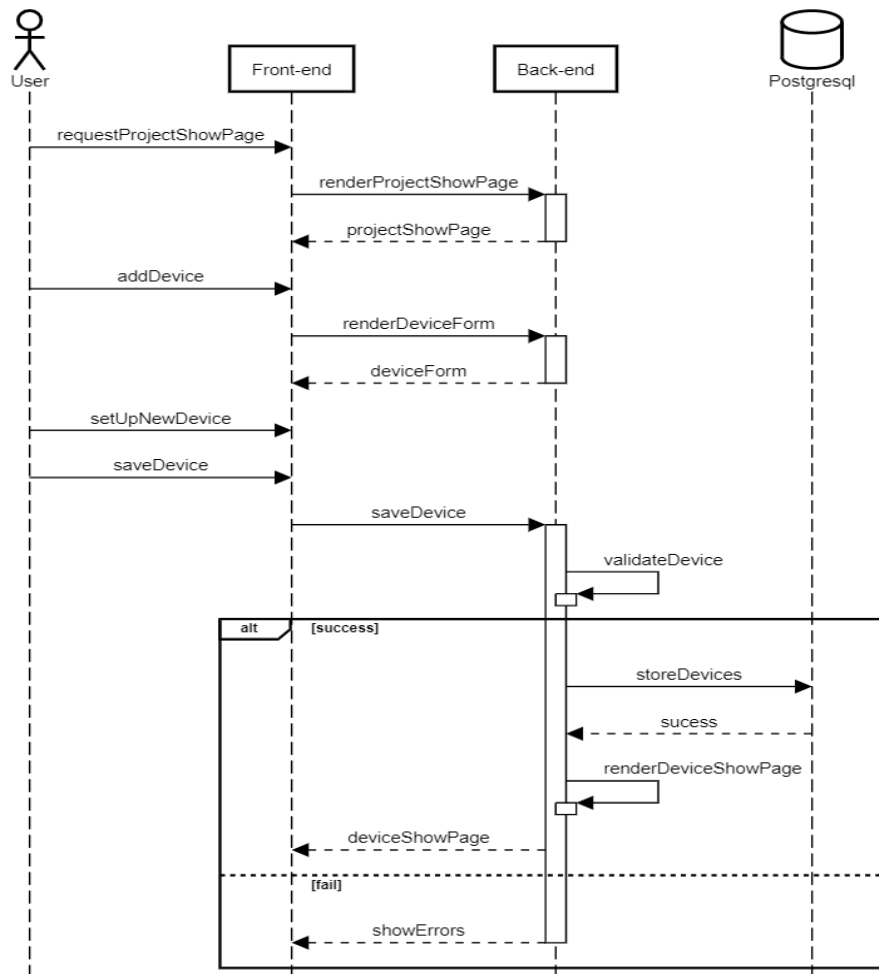 User
Front-end
Back-end
Postgresql
requestProjectShowPage
renderProjectShowPage
projectShowPage
addDevice
renderDeviceForm
deviceForm
setUpNewDevice
saveDevice
saveDevice
validateDevice
alt
[success]
storeDevices
sucess
renderDeviceShowPage
deviceShowPage
[fail]
showErrors